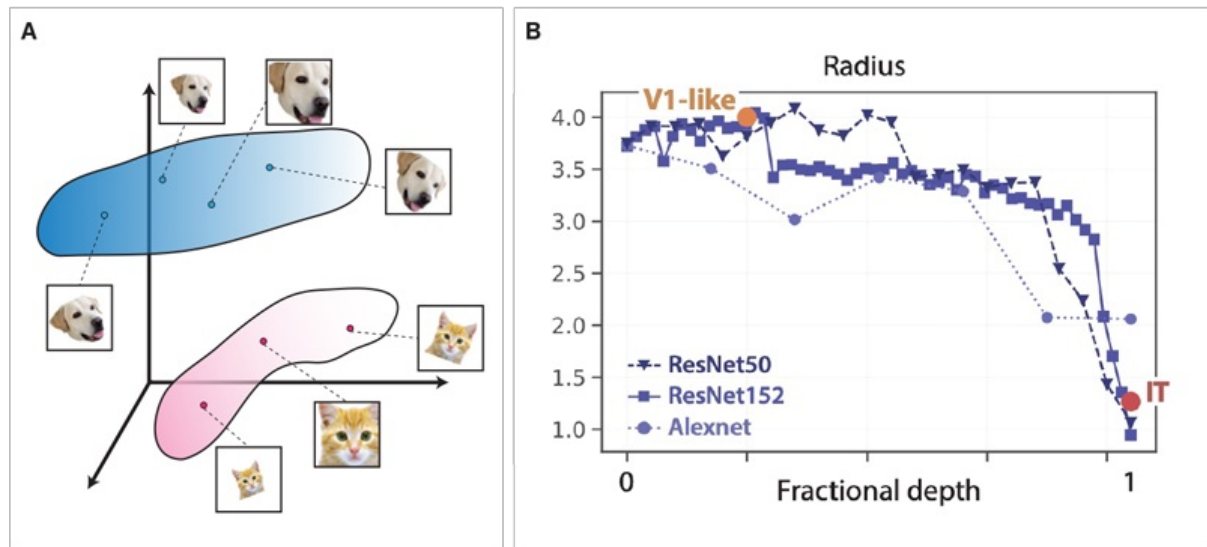 A
B
Radius
V1-like
4.0
3.5
3.0
2.5
2.0
1.5
1.0
ResNet50
ResNet152
Alexnet
IT
0
1
Fractional depth